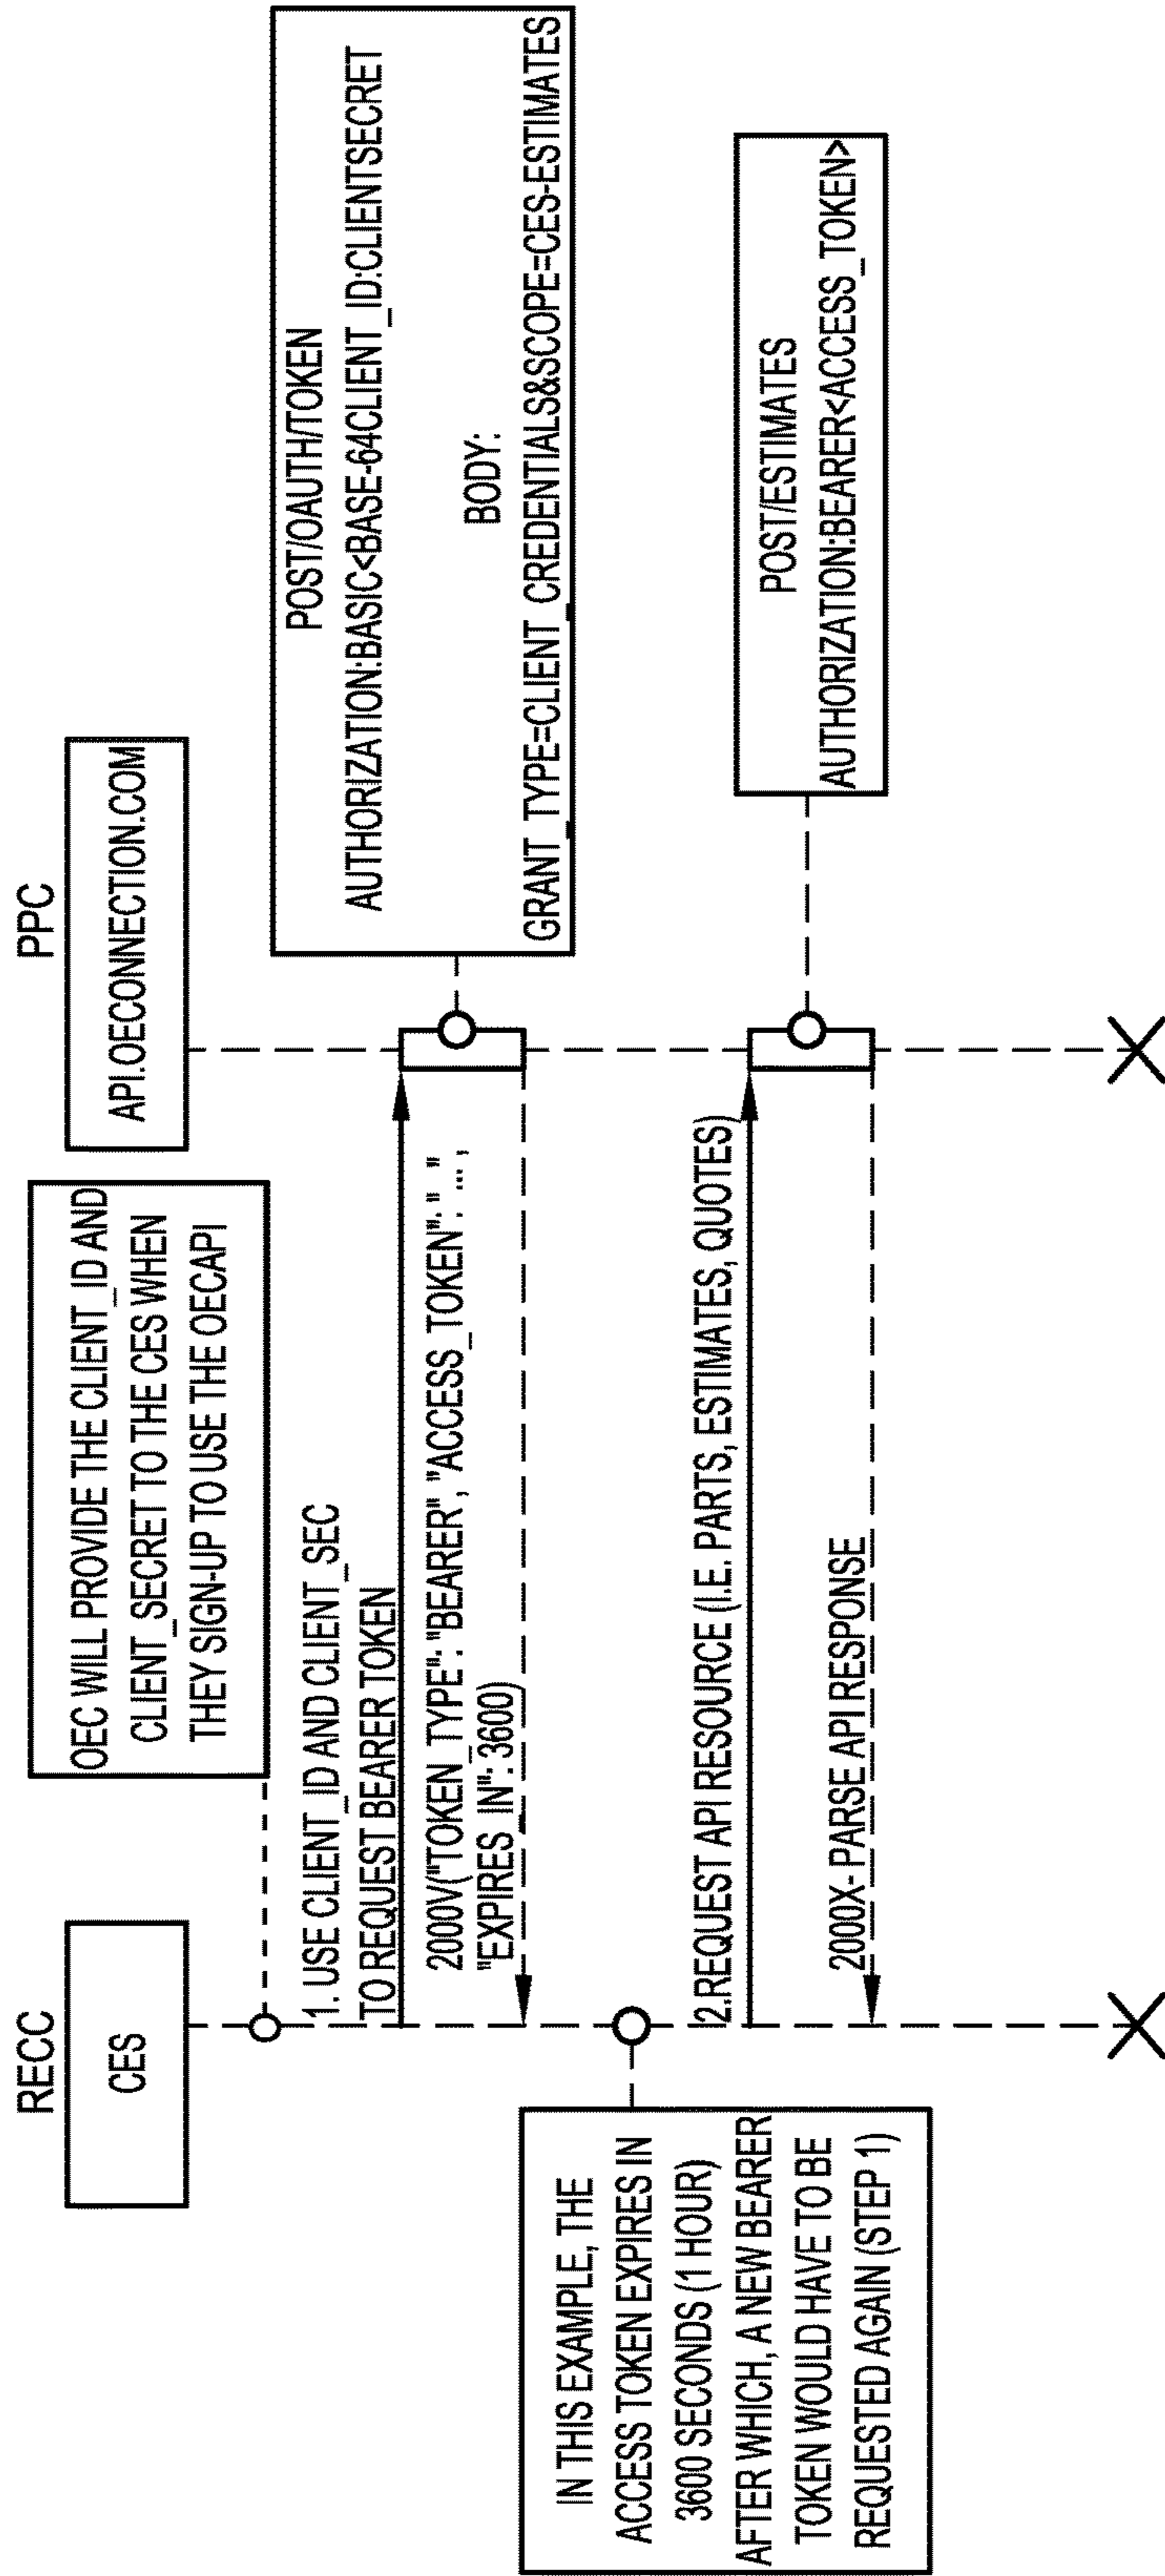 RECC
CES
PPC
API.OECONNECTION.COM
OEC WILL PROVIDE THE CLIENT_ID AND
CLIENT_SECRET TO THE CES WHEN
THEY SIGN-UP TO USE THE OECAPI
1. USE CLIENT_ID AND CLIENT_SEC
TO REQUEST BEARER TOKEN
POST/OAUTH/TOKEN
AUTHORIZATION:BASIC<BASE-64CLIENT_ID:CLIENTSECRET
BODY:
GRANT_TYPE=CLIENT_CREDENTIALS&SCOPE=CES-ESTIMATES
2000V("TOKEN_TYPE": "BEARER", "ACCESS_TOKEN": " ... " ,
"EXPIRES_IN": 3600)
IN THIS EXAMPLE, THE
ACCESS TOKEN EXPIRES IN
3600 SECONDS (1 HOUR)
AFTER WHICH, A NEW BEARER
TOKEN WOULD HAVE TO BE
REQUESTED AGAIN (STEP 1)
2.REQUEST API RESOURCE (I.E. PARTS, ESTIMATES, QUOTES)
POST/ESTIMATES
AUTHORIZATION:BEARER<ACCESS_TOKEN>
2000X- PARSE API RESPONSE